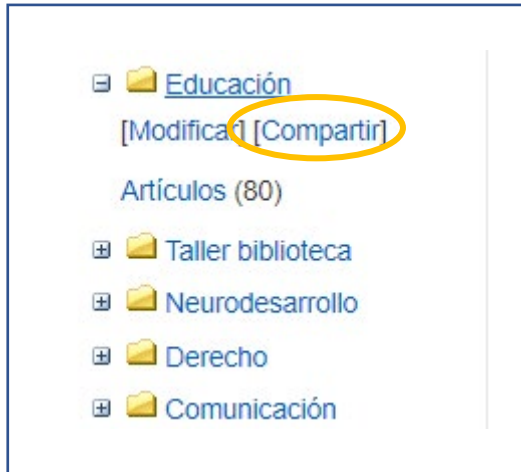 Educación
[Modificar] [Compartir]
Artículos (80)
Taller biblioteca
Neurodesarrollo
Derecho
Comunicación